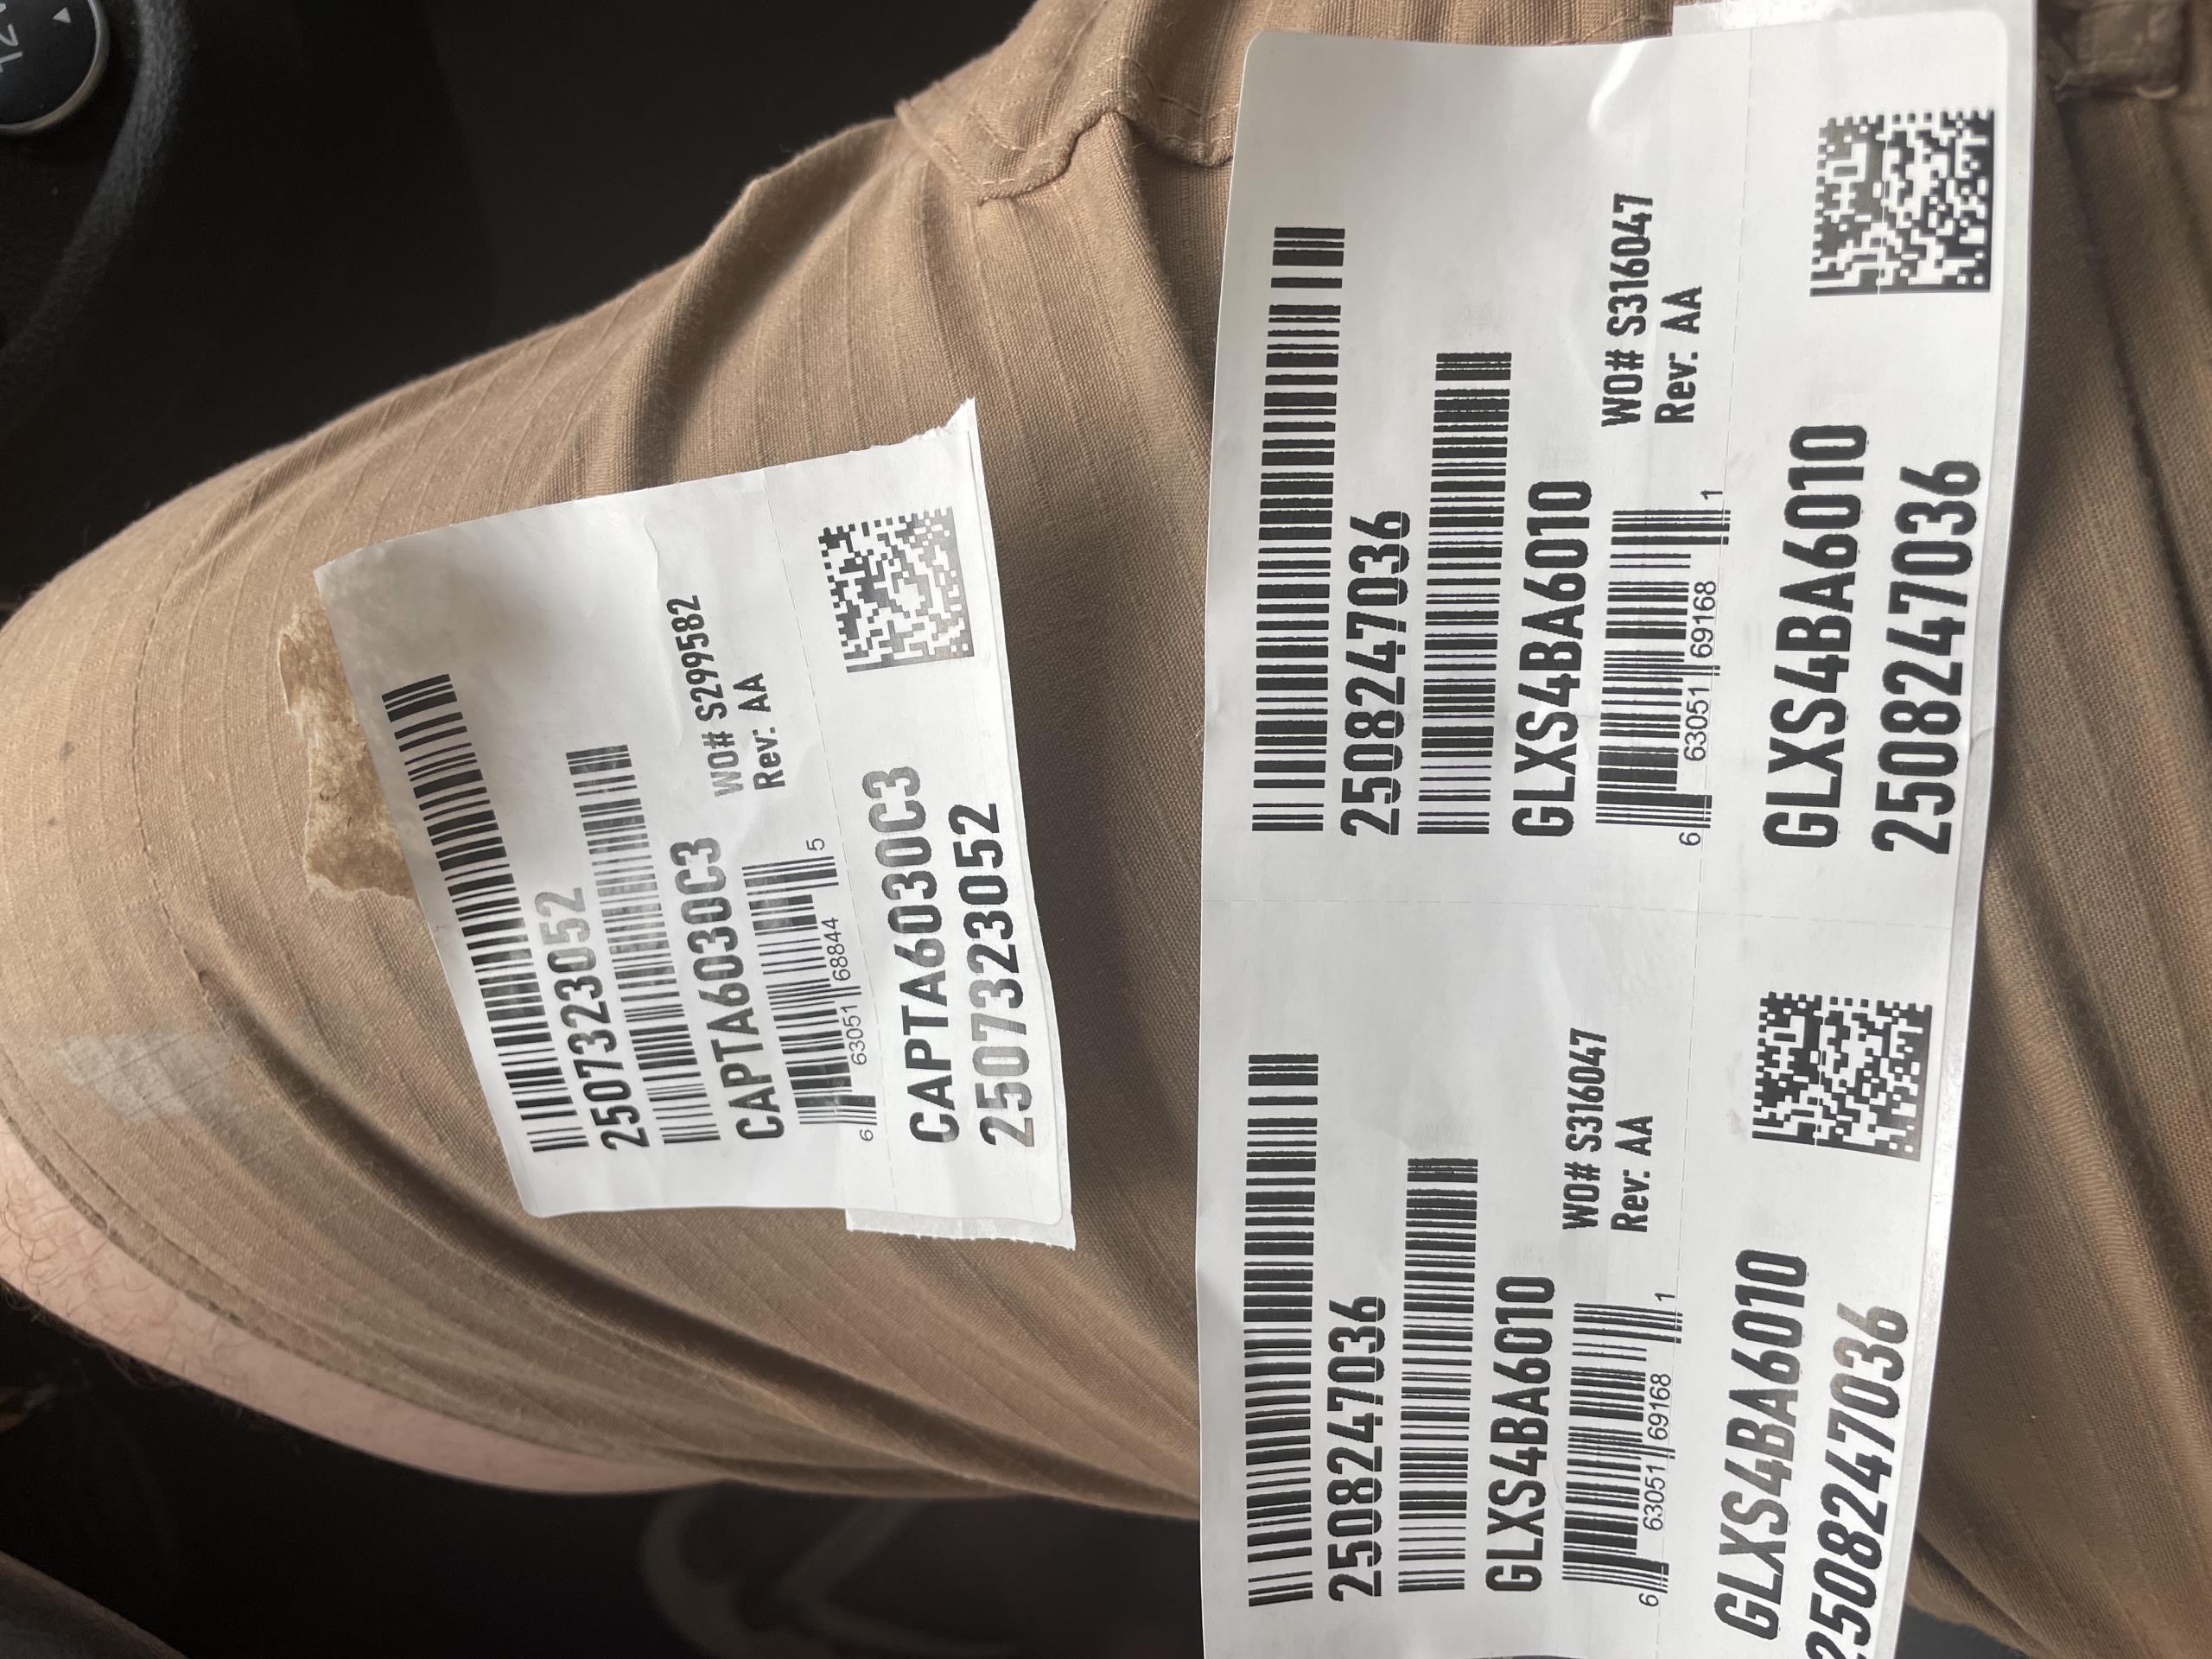 2507323052
CAPTA6030C3
WO# S299582
Rev: AA
6 63051 68844 5
CAPTA6030C3
2507323052
2508247036
GLXS4BA6010
WO# S316047
Rev: AA
6 63051 69168 1
GLXS4BA6010
2508247036
2508247036
GLXS4BA6010
WO# S316047
Rev: AA
6 63051 69168 1
GLXS4BA6010
2508247036